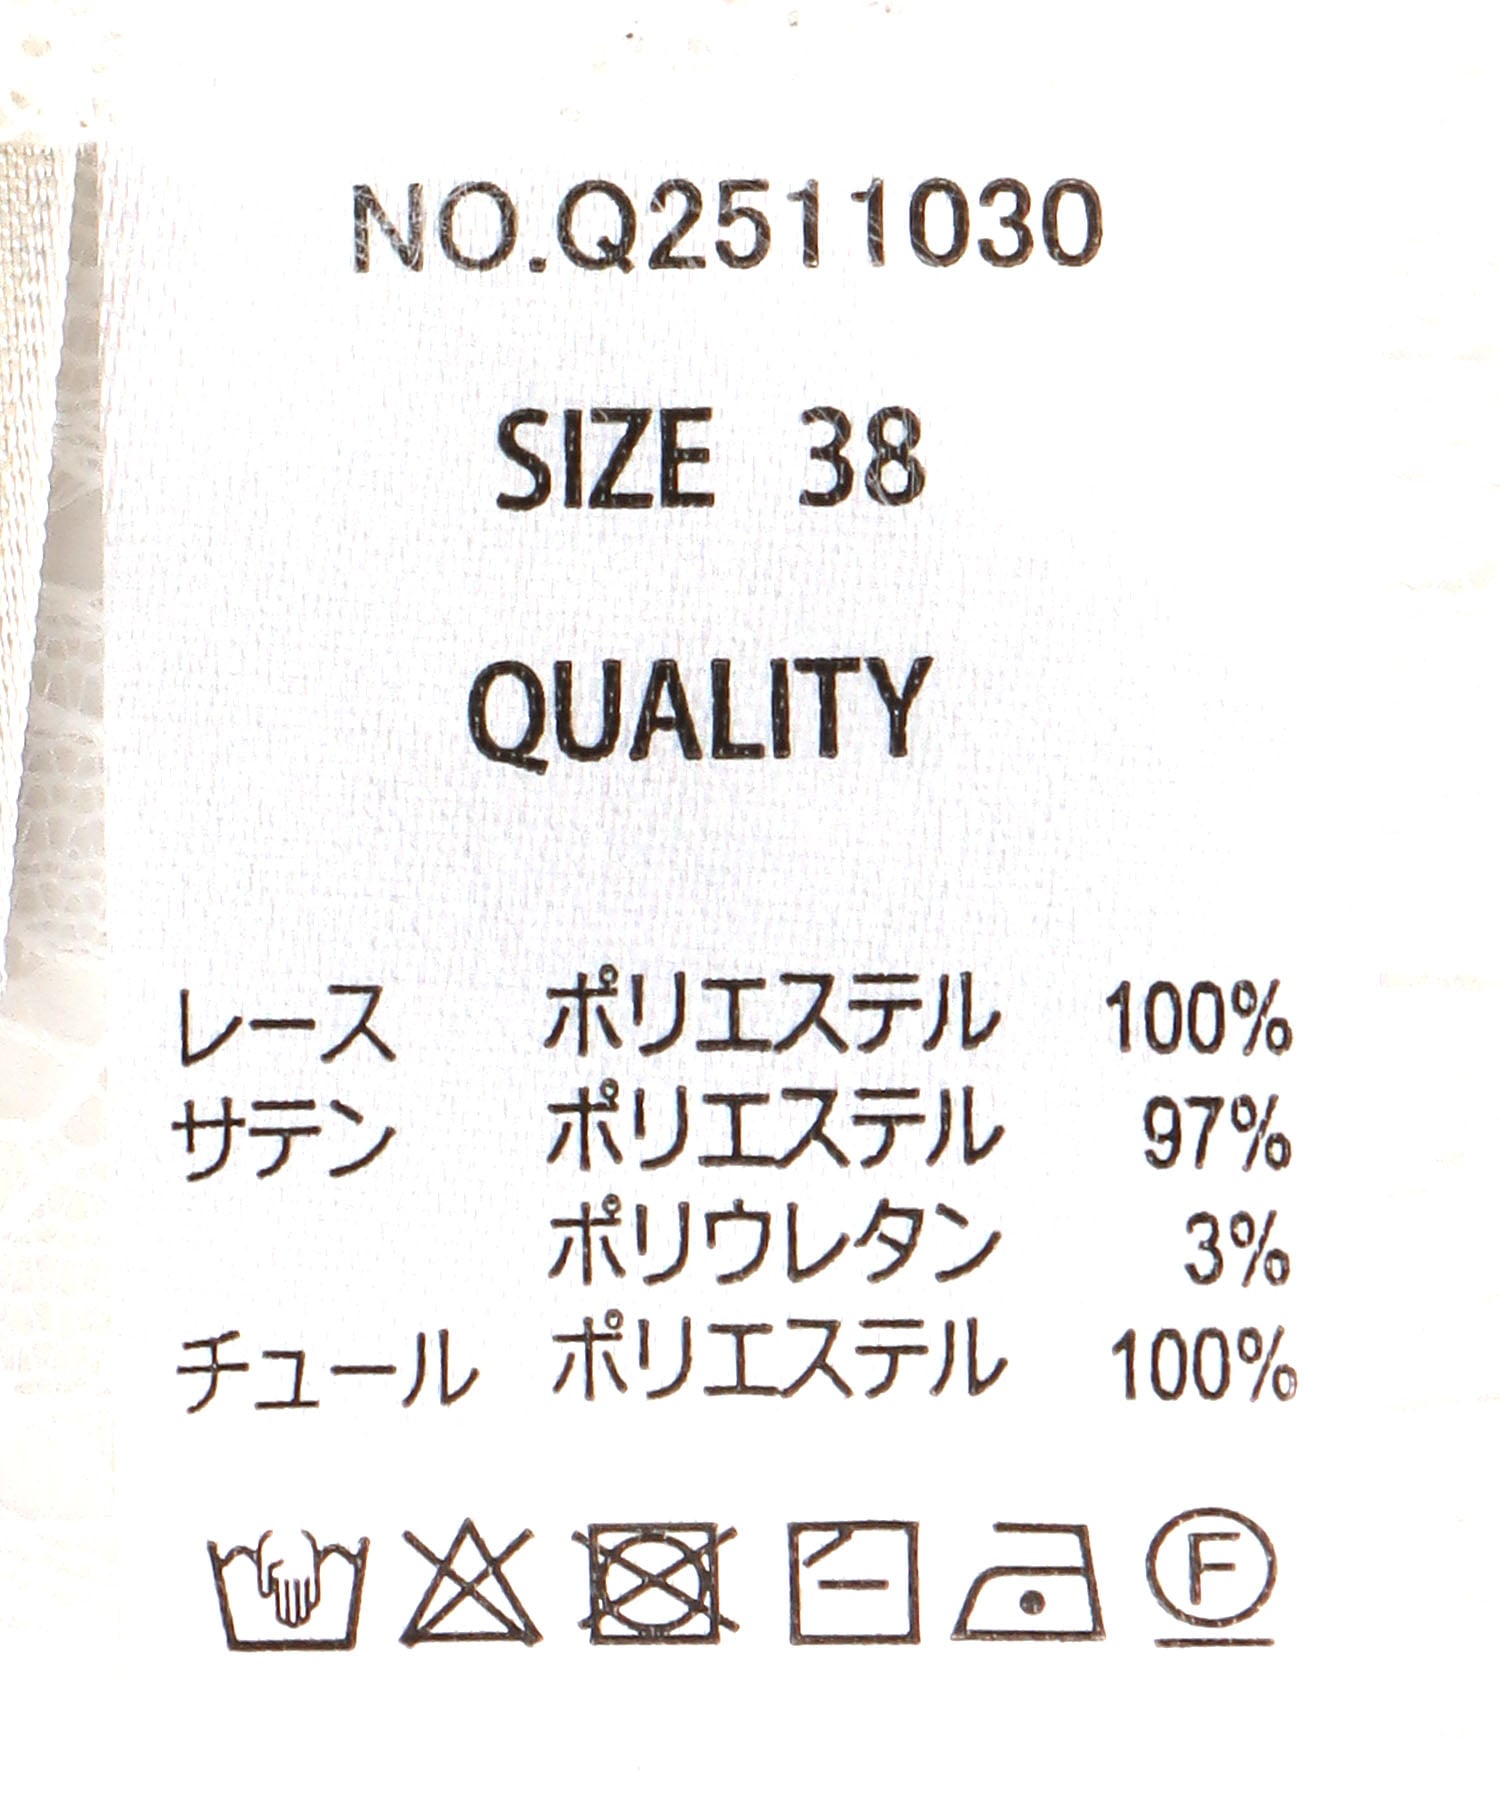 NO.Q2511030
SIZE 38
QUALITY
レース ポリエステル 100%
サテン ポリエステル 97%
ポリウレタン 3%
チュール ポリエステル 100%
F